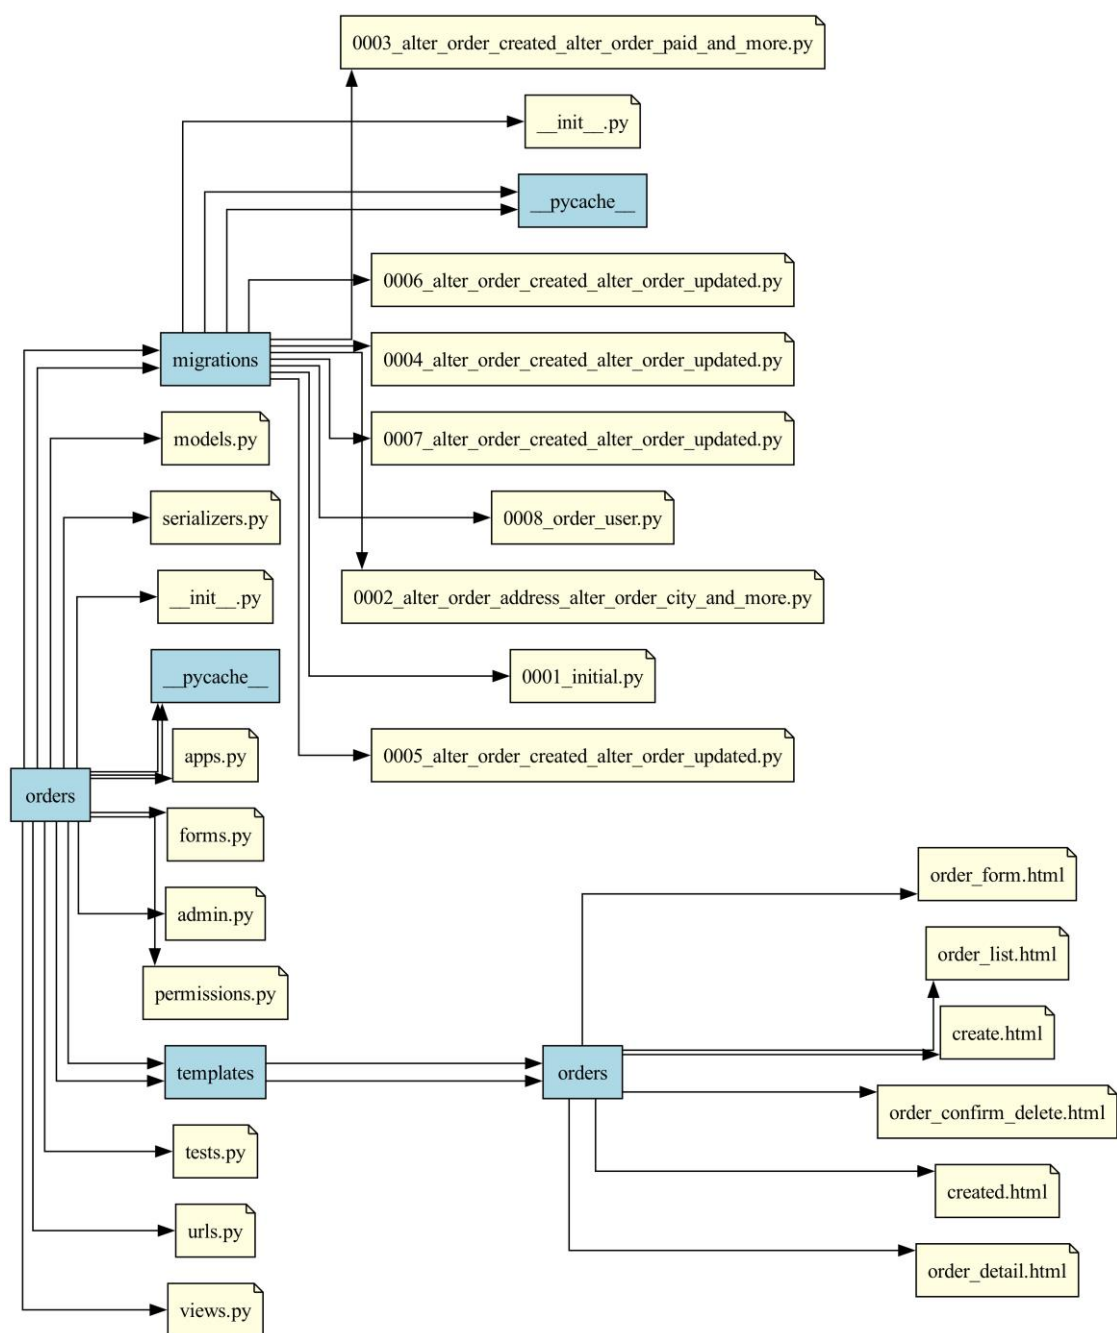 0003_alter_order_created_alter_order_paid_and_more.py
__init__.py
__pycache__
0006_alter_order_created_alter_order_updated.py
migrations
0004_alter_order_created_alter_order_updated.py
models.py
0007_alter_order_created_alter_order_updated.py
serializers.py
0008_order_user.py
__init__.py
0002_alter_order_address_alter_order_city_and_more.py
__pycache__
0001_initial.py
apps.py
0005_alter_order_created_alter_order_updated.py
orders
forms.py
order_form.html
admin.py
order_list.html
permissions.py
create.html
templates
orders
order_confirm_delete.html
tests.py
created.html
urls.py
order_detail.html
views.py